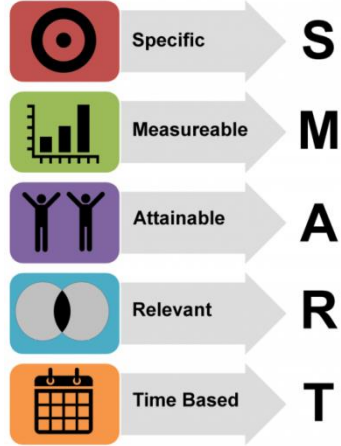 Specific S
Measureable M
Attainable A
Relevant R
Time Based T